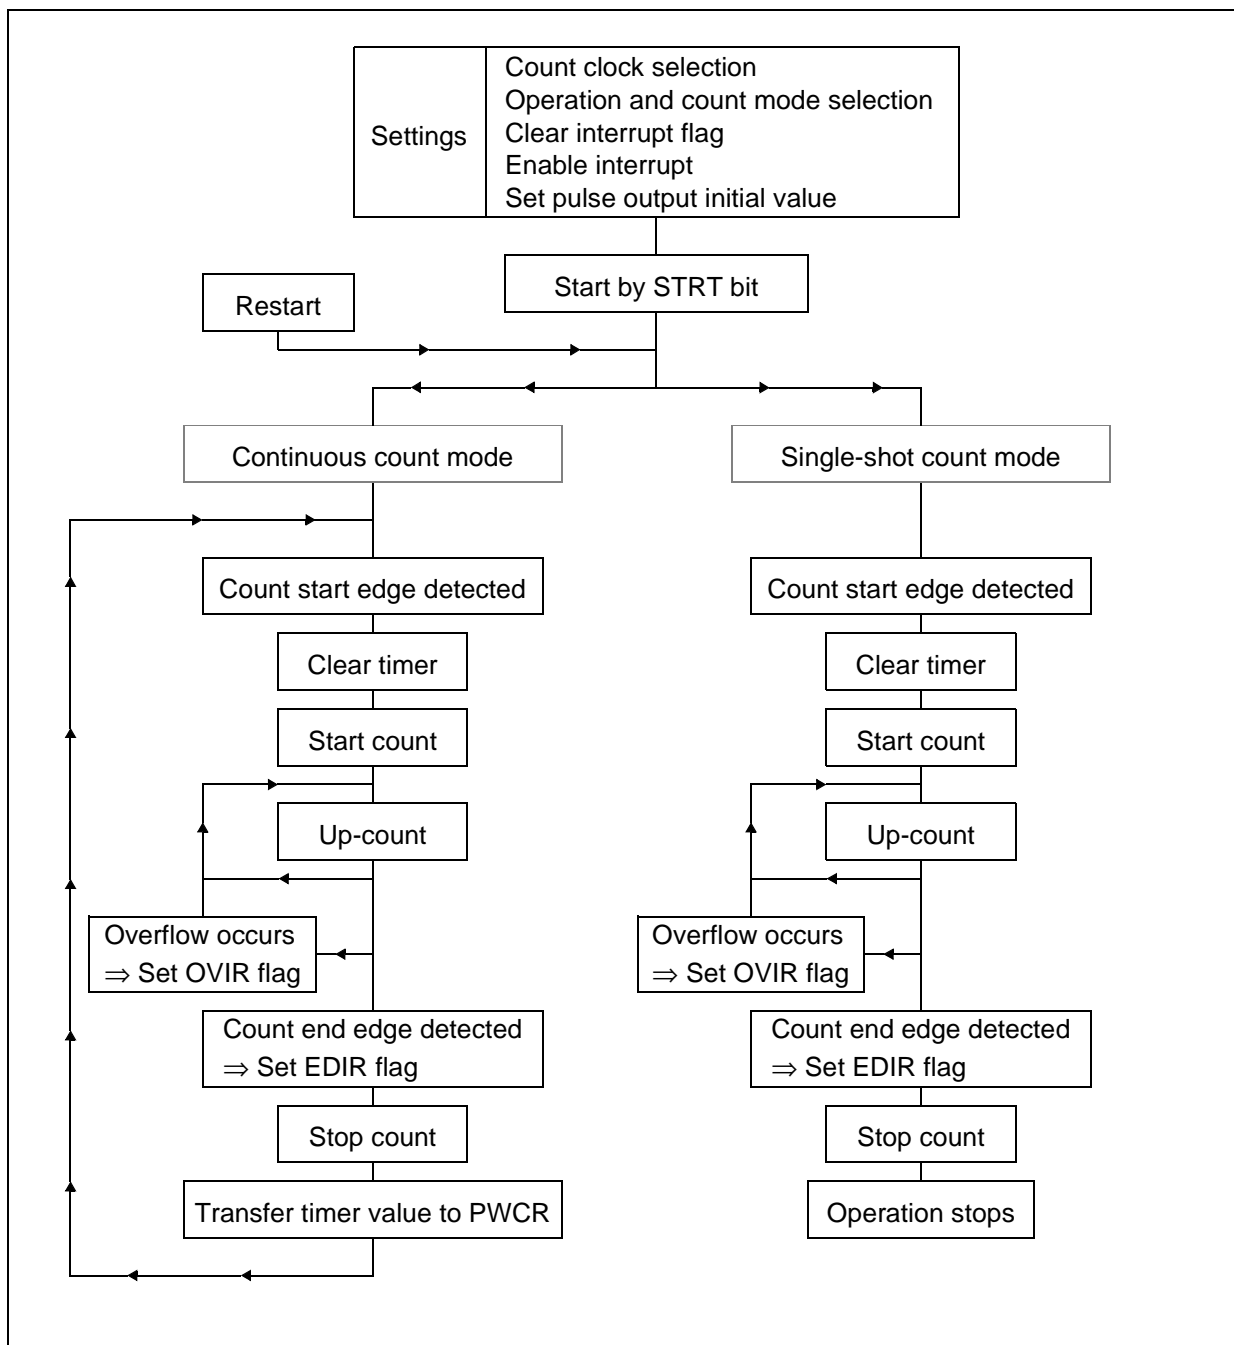 Settings
Count clock selection
Operation and count mode selection
Clear interrupt flag
Enable interrupt
Set pulse output initial value
Start by STRT bit
Restart
Continuous count mode
Count start edge detected
Clear timer
Start count
Up-count
Overflow occurs
⇒ Set OVIR flag
Count end edge detected
⇒ Set EDIR flag
Stop count
Transfer timer value to PWCR
Single-shot count mode
Count start edge detected
Clear timer
Start count
Up-count
Overflow occurs
⇒ Set OVIR flag
Count end edge detected
⇒ Set EDIR flag
Stop count
Operation stops